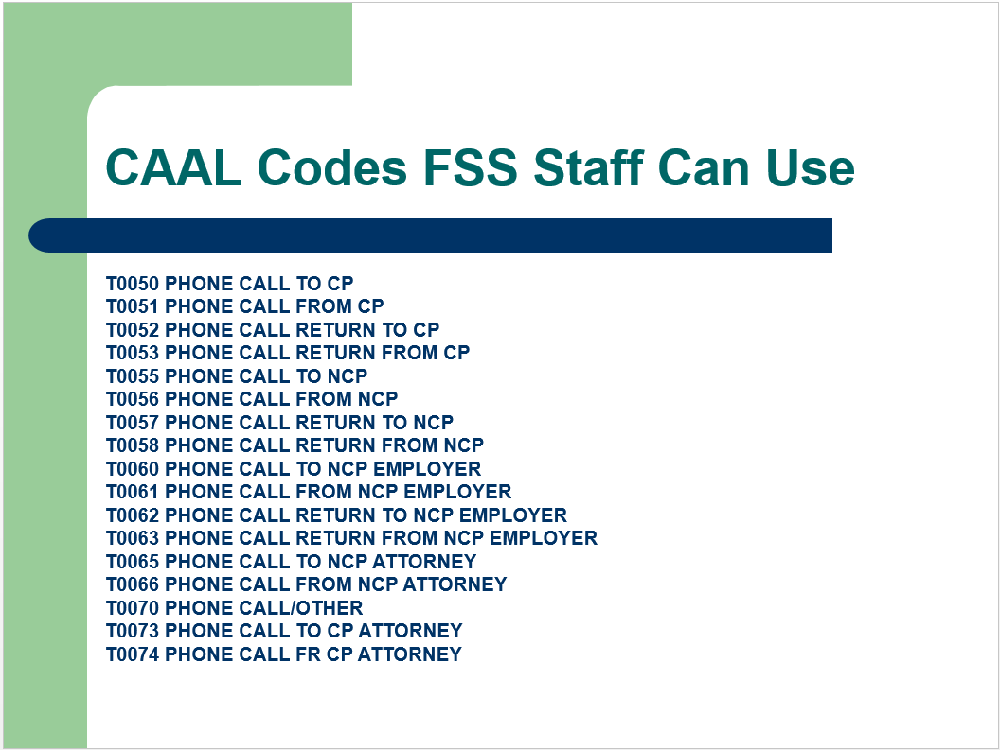 CAAL Codes FSS Staff Can Use
T0050 PHONE CALL TO CP
T0051 PHONE CALL FROM CP
T0052 PHONE CALL RETURN TO CP
T0053 PHONE CALL RETURN FROM CP
T0055 PHONE CALL TO NCP
T0056 PHONE CALL FROM NCP
T0057 PHONE CALL RETURN TO NCP
T0058 PHONE CALL RETURN FROM NCP
T0060 PHONE CALL TO NCP EMPLOYER
T0061 PHONE CALL FROM NCP EMPLOYER
T0062 PHONE CALL RETURN TO NCP EMPLOYER
T0063 PHONE CALL RETURN FROM NCP EMPLOYER
T0065 PHONE CALL TO NCP ATTORNEY
T0066 PHONE CALL FROM NCP ATTORNEY
T0070 PHONE CALL/OTHER
T0073 PHONE CALL TO CP ATTORNEY
T0074 PHONE CALL FR CP ATTORNEY